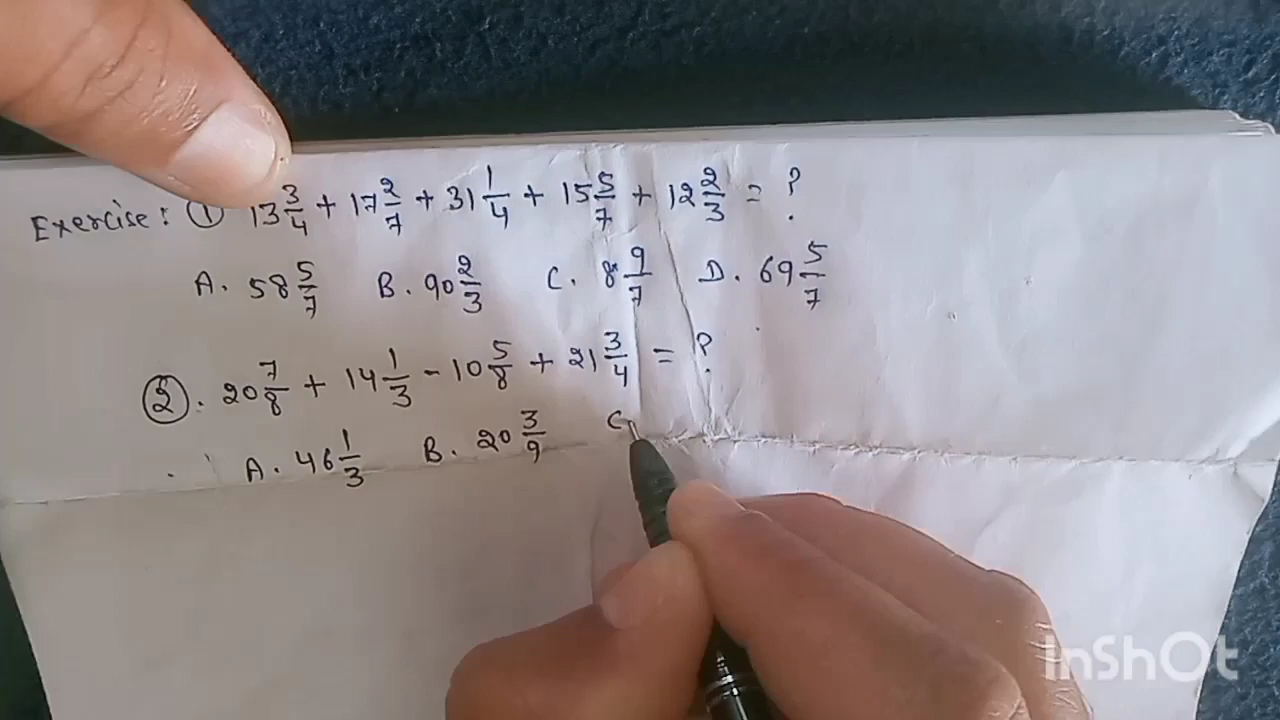 Exercise: ① 13 3/4 + 17 2/7 + 31 1/4 + 15 5/7 + 12 2/3 = ?
A. 58 5/7 B. 90 2/3 C. 8 9/7 D. 69 5/7
②. 20 7/8 + 14 1/3 - 10 5/8 + 21 3/4 = ?
A. 46 1/3 B. 20 3/9 C
InShOt